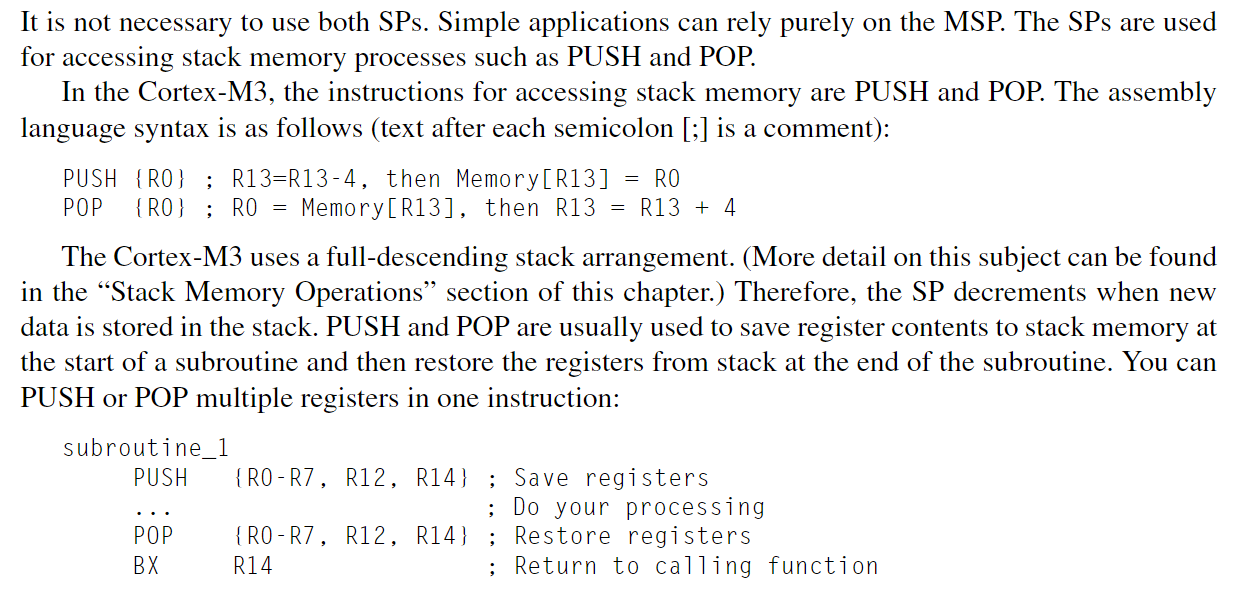 It is not necessary to use both SPs. Simple applications can rely purely on the MSP. The SPs are used
for accessing stack memory processes such as PUSH and POP.
In the Cortex-M3, the instructions for accessing stack memory are PUSH and POP. The assembly
language syntax is as follows (text after each semicolon [;] is a comment):
PUSH {R0} ; R13=R13-4, then Memory[R13] = R0
POP {R0} ; R0 = Memory[R13], then R13 = R13 + 4
The Cortex-M3 uses a full-descending stack arrangement. (More detail on this subject can be found
in the “Stack Memory Operations” section of this chapter.) Therefore, the SP decrements when new
data is stored in the stack. PUSH and POP are usually used to save register contents to stack memory at
the start of a subroutine and then restore the registers from stack at the end of the subroutine. You can
PUSH or POP multiple registers in one instruction:
subroutine_1
PUSH {R0-R7, R12, R14} ; Save registers
... ; Do your processing
POP {R0-R7, R12, R14} ; Restore registers
BX R14 ; Return to calling function